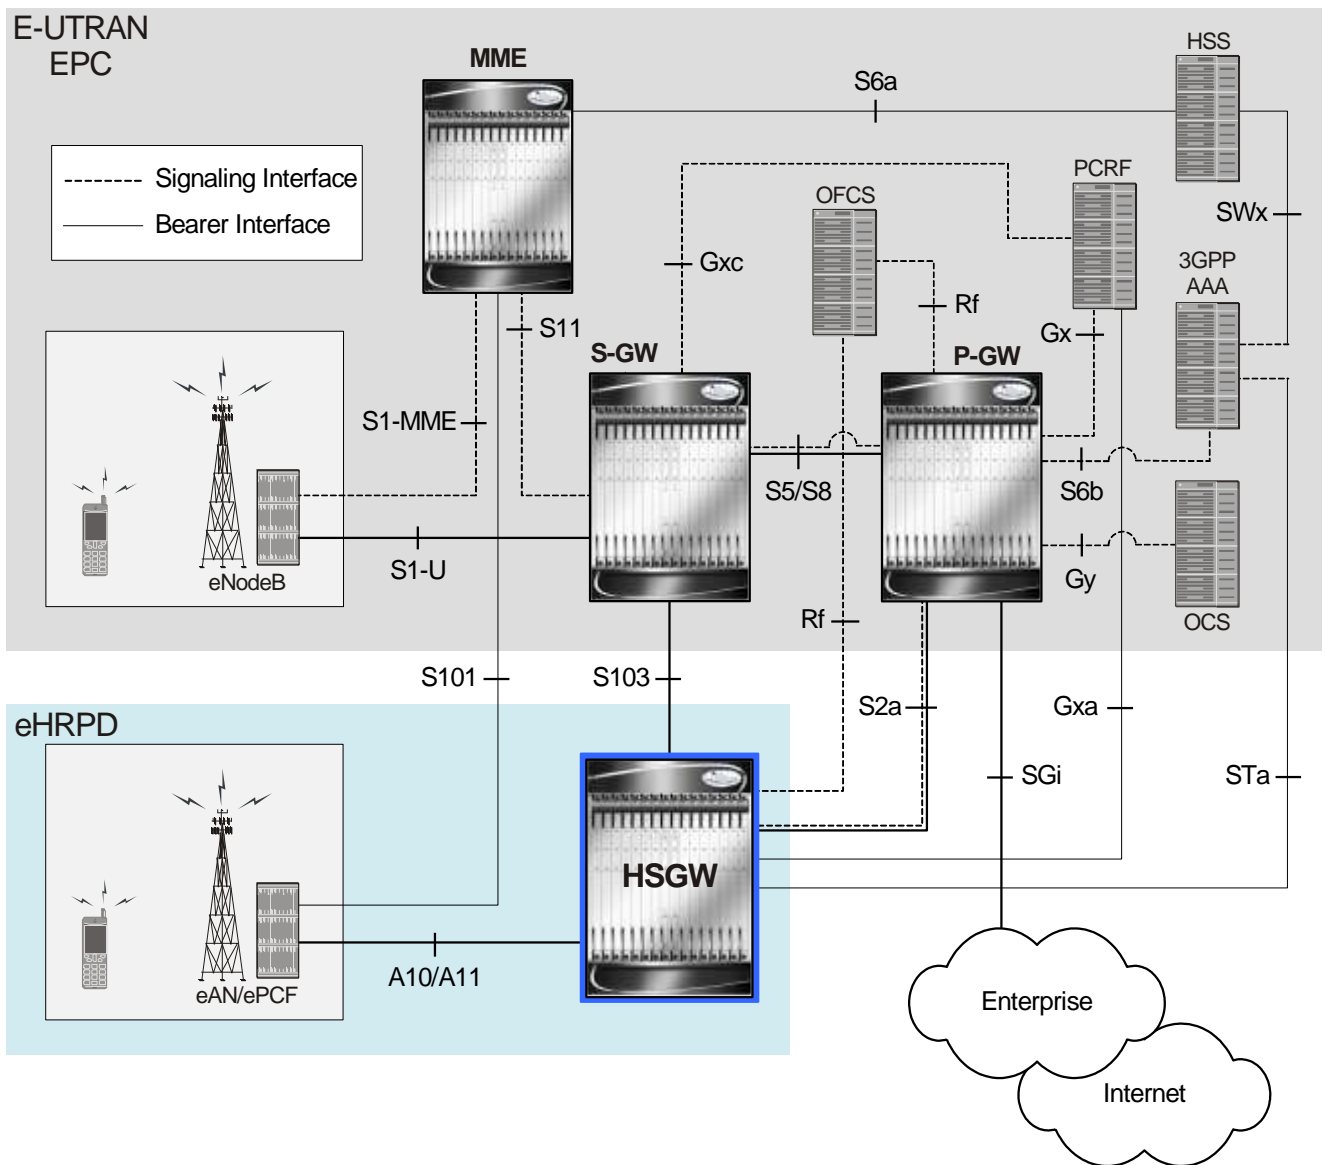 E-UTRAN
EPC
MME
HSS
S6a
Signaling Interface
Bearer Interface
PCRF
OFCS
SWx
Gxc
3GPP
AAA
Rf
S11
Gx
S-GW
P-GW
S1-MME
S5/S8
S6b
eNodeB
S1-U
Gy
Rf
OCS
S101
S103
S2a
Gxa
eHRPD
SGi
STa
HSGW
A10/A11
eAN/ePCF
Enterprise
Internet